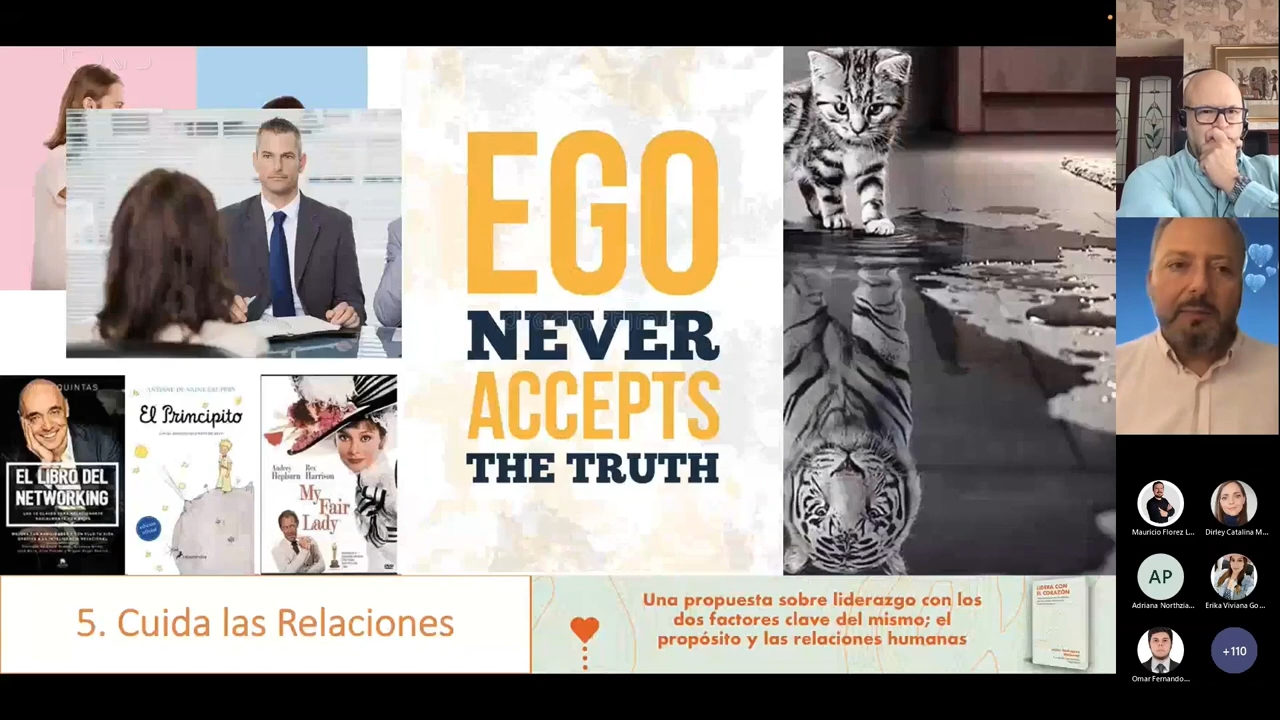 EGO
NEVER
ACCEPTS
THE TRUTH
QUINTAS
EL LIBRO DEL
NETWORKING
El Principito
Audrey Hepburn
Rex Harrison
My
Fair
Lady
5. Cuida las Relaciones
Una propuesta sobre liderazgo con los
dos factores clave del mismo; el
propósito y las relaciones humanas
LIDERA CON
EL CORAZÓN
Mauricio Florez L...
Dirley Catalina M...
AP
Adriana Northzia...
Erika Viviana Go...
Omar Fernando...
+110